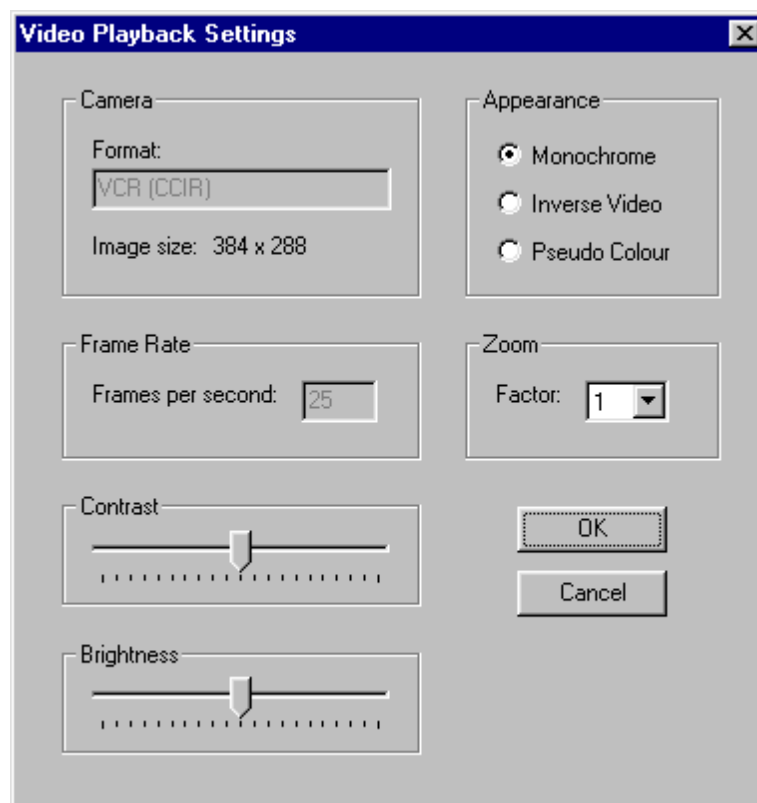 Video Playback Settings
Camera
Format:
VCR (CCIR)
Image size: 384 x 288
Appearance
Monochrome
Inverse Video
Pseudo Colour
Frame Rate
Frames per second: 25
Zoom
Factor: 1
Contrast
OK
Cancel
Brightness